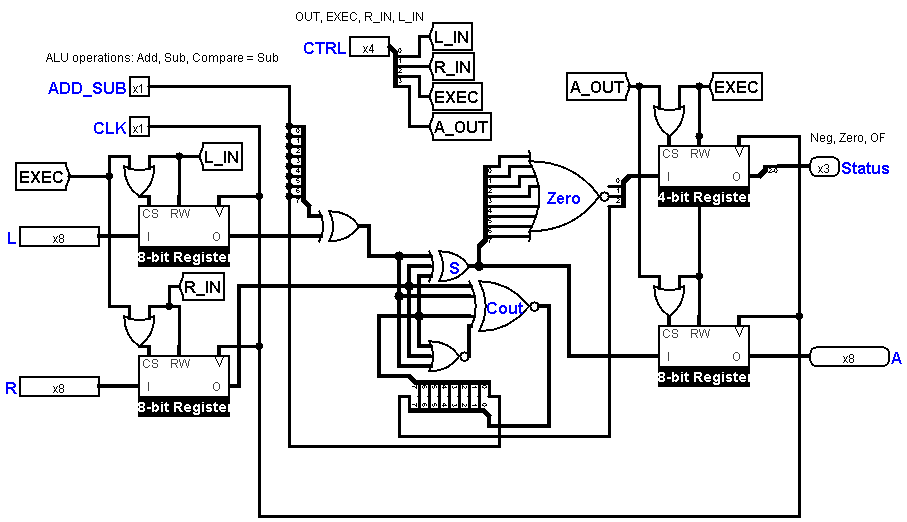 OUT, EXEC, R_IN, L_IN
CTRL x4
L_IN
R_IN
EXEC
A_OUT
ALU operations: Add, Sub, Compare = Sub
ADD_SUB x1
CLK x1
EXEC
L_IN
CS RW V
I O
8-bit Register
L x8
R_IN
CS RW V
I O
8-bit Register
R x8
S
Cout
Zero
A_OUT
EXEC
Neg, Zero, OF
CS RW V
I O
4-bit Register
x3 Status
CS RW V
I O
8-bit Register
x8 A